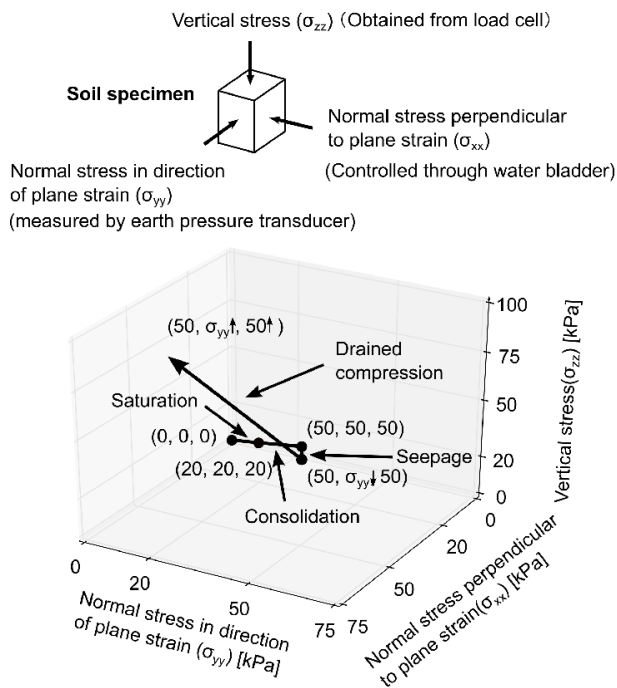 Vertical stress (σzz) (Obtained from load cell)
Soil specimen
Normal stress perpendicular
to plane strain (σxx)
(Controlled through water bladder)
Normal stress in direction
of plane strain (σyy)
(measured by earth pressure transducer)
(50, σyy↑, 50↑)
Drained
compression
Saturation
(0, 0, 0)
(50, 50, 50)
Seepage
(20, 20, 20)
(50, σyy↓ 50)
Consolidation
100
75
50
20
0
Vertical stress(σzz) [kPa]
0
20
50
75
Normal stress perpendicular
to plane strain(σxx) [kPa]
0
20
50
75
Normal stress in direction
of plane strain (σyy) [kPa]